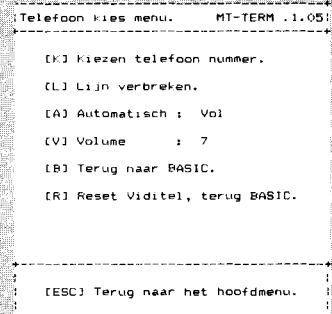 Telefoon kies menu. MT-TERM .1.05
[K] Kiezen telefoon nummer.
[L] Lijn verbreken.
[A] Automatisch : Vol
[V] Volume : 7
[B] Terug naar BASIC.
[R] Reset Viditel, terug BASIC.
[ESC] Terug naar het hoofdmenu.